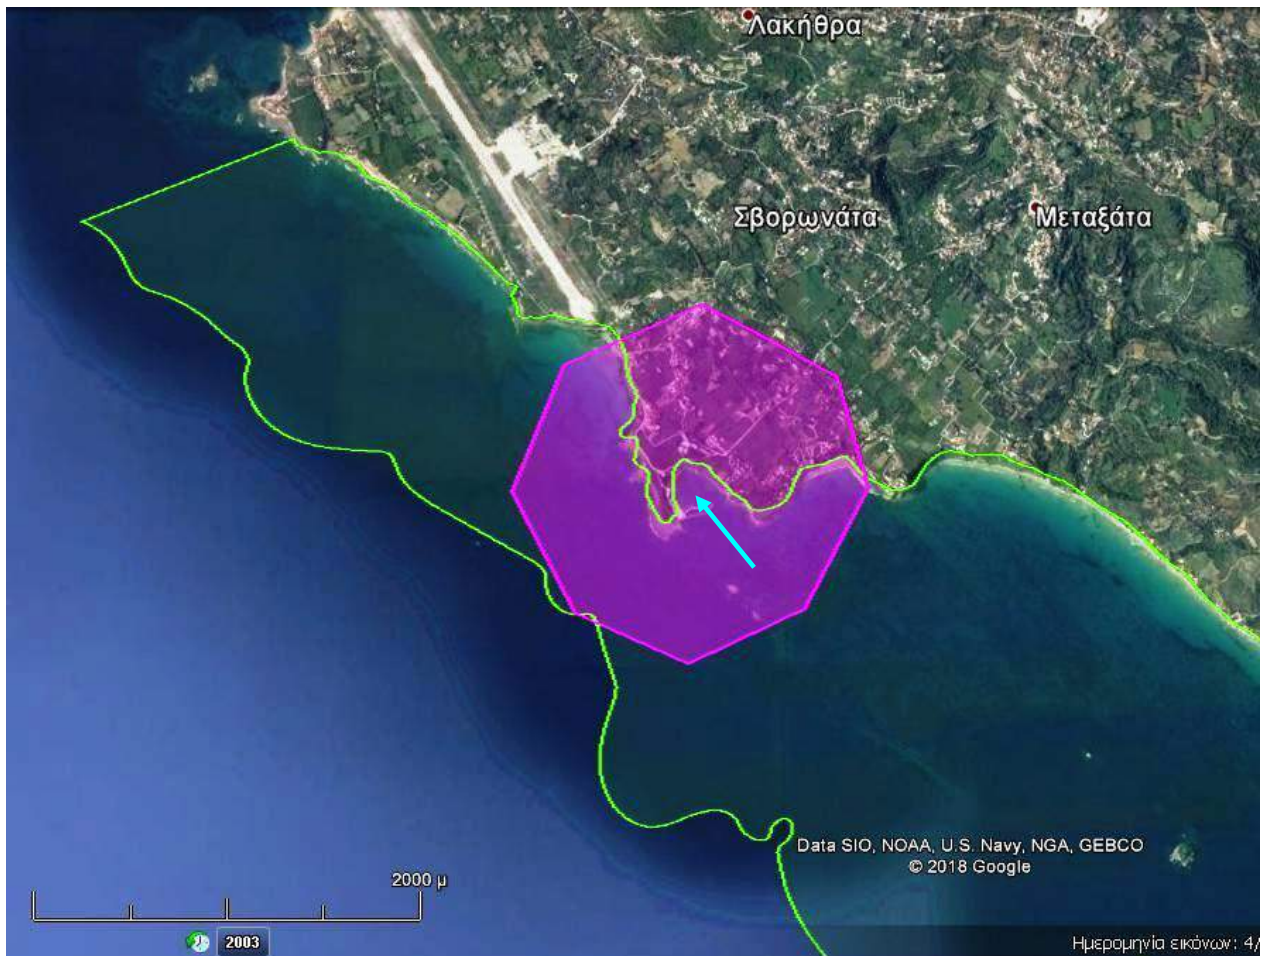 Λακήθρα
Σβορωνάτα
Μεταξάτα
Data SIO, NOAA, U.S. Navy, NGA, GEBCO
© 2018 Google
2000 μ
2003
Ημερομηνία εικόνων: 4/